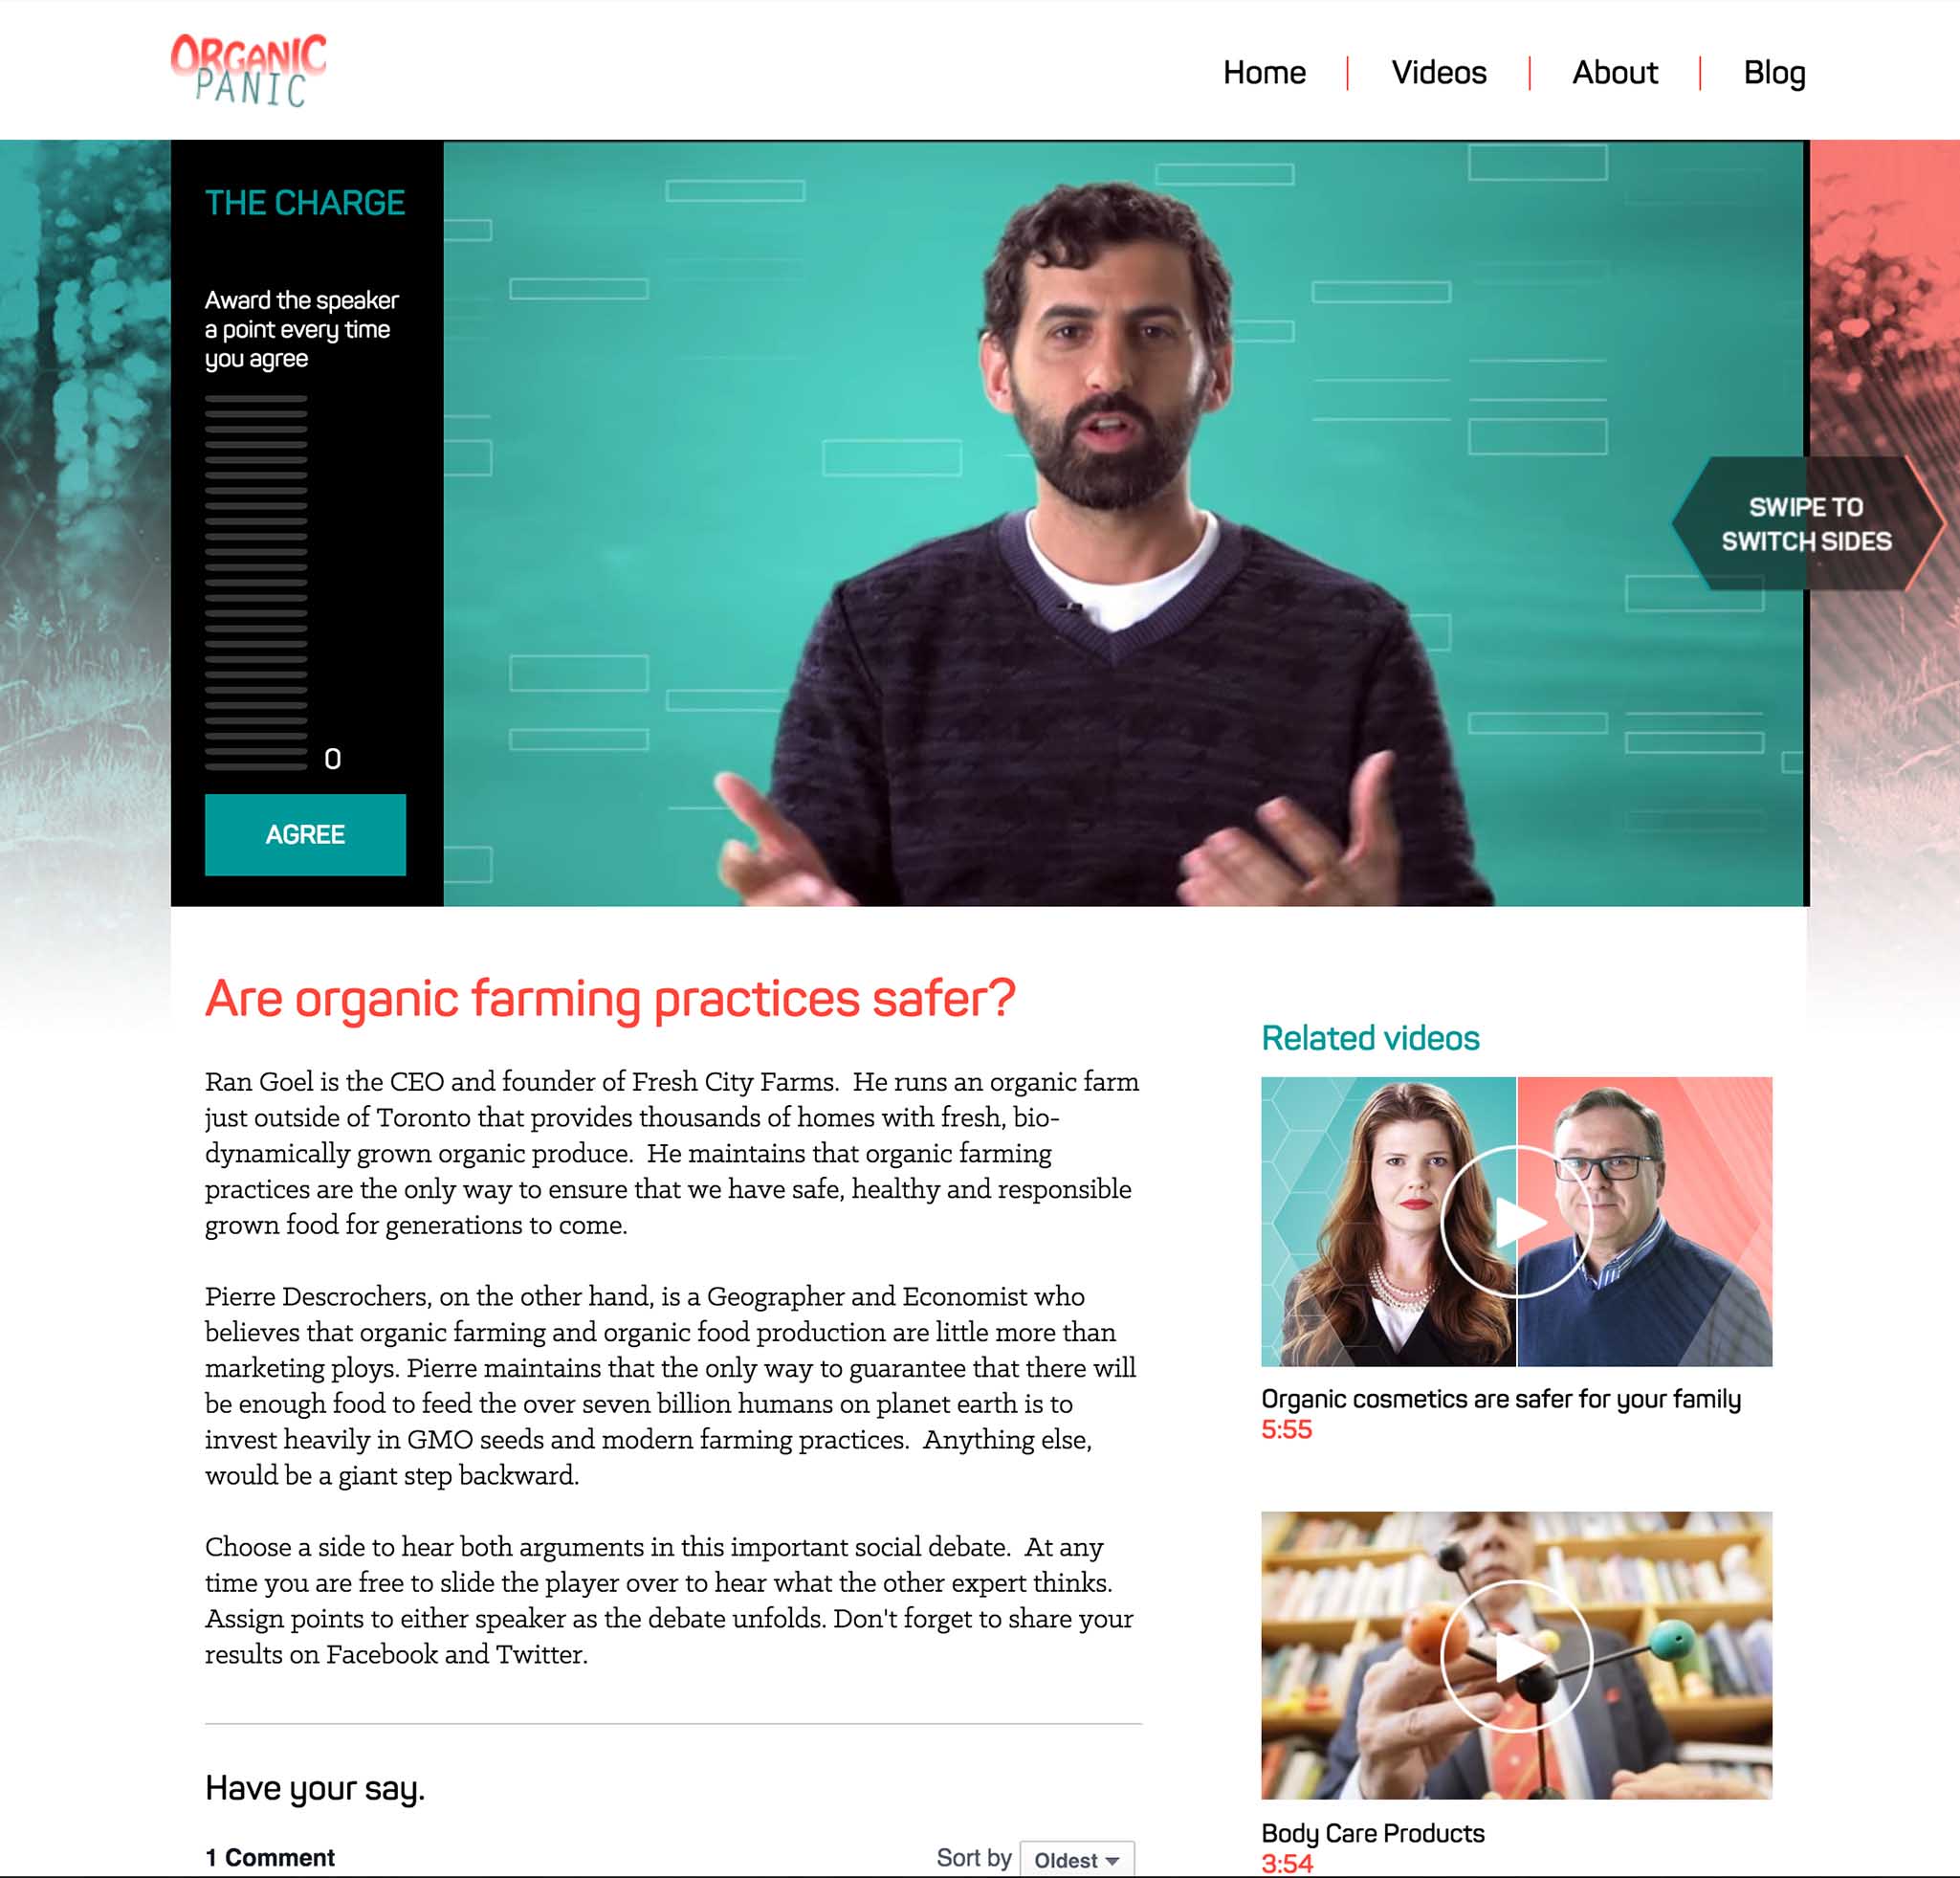 ORGANIC
PANIC
Home
Videos
About
Blog
THE CHARGE
Award the speaker
a point every time
you agree
0
AGREE
SWIPE TO
SWITCH SIDES
Are organic farming practices safer?
Ran Goel is the CEO and founder of Fresh City Farms.  He runs an organic farm
just outside of Toronto that provides thousands of homes with fresh, bio-
dynamically grown organic produce.  He maintains that organic farming
practices are the only way to ensure that we have safe, healthy and responsible
grown food for generations to come.
Pierre Descrochers, on the other hand, is a Geographer and Economist who
believes that organic farming and organic food production are little more than
marketing ploys. Pierre maintains that the only way to guarantee that there will
be enough food to feed the over seven billion humans on planet earth is to
invest heavily in GMO seeds and modern farming practices.  Anything else,
would be a giant step backward.
Choose a side to hear both arguments in this important social debate.  At any
time you are free to slide the player over to hear what the other expert thinks.
Assign points to either speaker as the debate unfolds. Don't forget to share your
results on Facebook and Twitter.
Have your say.
1 Comment
Sort by Oldest
Related videos
Organic cosmetics are safer for your family
5:55
Body Care Products
3:54